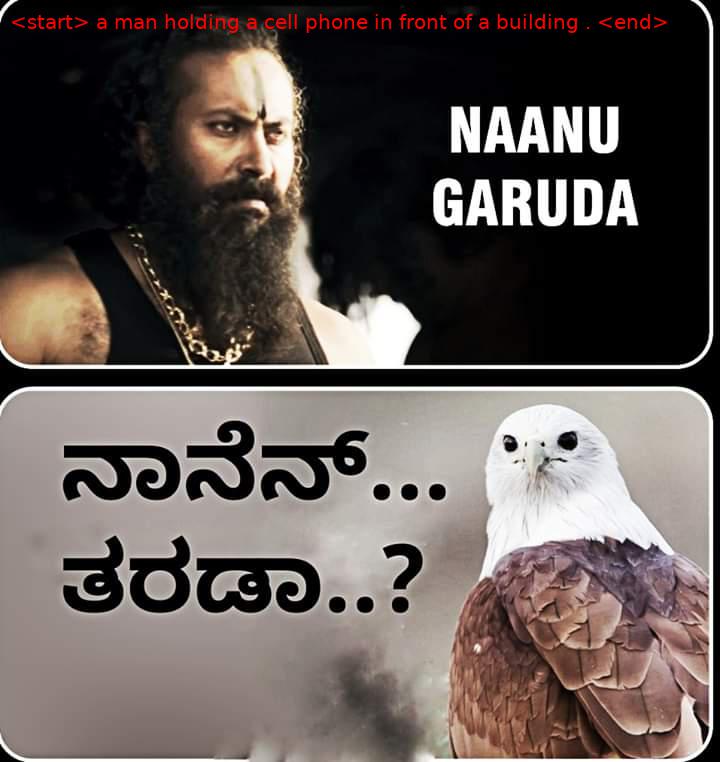 <start> a man holding a cell phone in front of a building . <end>
NAANU
GARUDA
ನಾನೆನ್...
ತರಡಾ..?